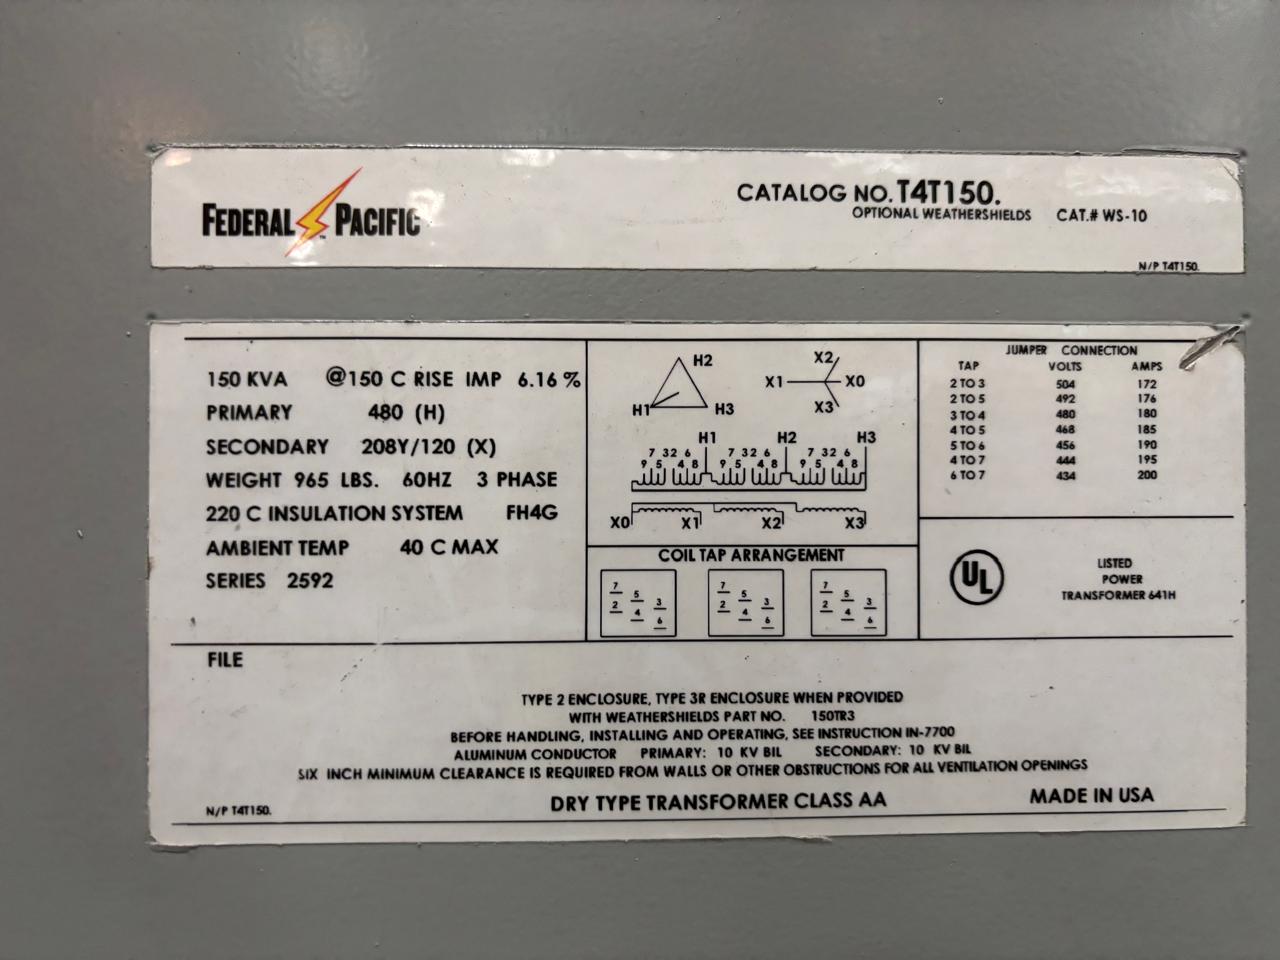 FEDERAL PACIFIC
CATALOG NO. T4T150.
OPTIONAL WEATHERSHIELDS CAT.# WS-10
N/P T4T150.
150 KVA @150 C RISE IMP 6.16 %
PRIMARY 480 (H)
SECONDARY 208Y/120 (X)
WEIGHT 965 LBS. 60HZ 3 PHASE
220 C INSULATION SYSTEM FH4G
AMBIENT TEMP 40 C MAX
SERIES 2592
H2
H1 H3
X2
X1 X0
X3
H1 H2 H3
7 32 6 7 32 6 7 32 6
9 5 4 8 9 5 4 8 9 5 4 8
X0 X1 X2 X3
COIL TAP ARRANGEMENT
7 5 3 7 5 3 7 5 3
2 4 6 2 4 6 2 4 6
JUMPER CONNECTION
TAP VOLTS AMPS
2 TO 3 504 172
2 TO 5 492 176
3 TO 4 480 180
4 TO 5 468 185
5 TO 6 456 190
4 TO 7 444 195
6 TO 7 434 200
UL
LISTED
POWER
TRANSFORMER 641H
FILE
TYPE 2 ENCLOSURE, TYPE 3R ENCLOSURE WHEN PROVIDED
WITH WEATHERSHIELDS PART NO. 150TR3
BEFORE HANDLING, INSTALLING AND OPERATING, SEE INSTRUCTION IN-7700
ALUMINUM CONDUCTOR PRIMARY: 10 KV BIL SECONDARY: 10 KV BIL
SIX INCH MINIMUM CLEARANCE IS REQUIRED FROM WALLS OR OTHER OBSTRUCTIONS FOR ALL VENTILATION OPENINGS
N/P T4T150. DRY TYPE TRANSFORMER CLASS AA MADE IN USA